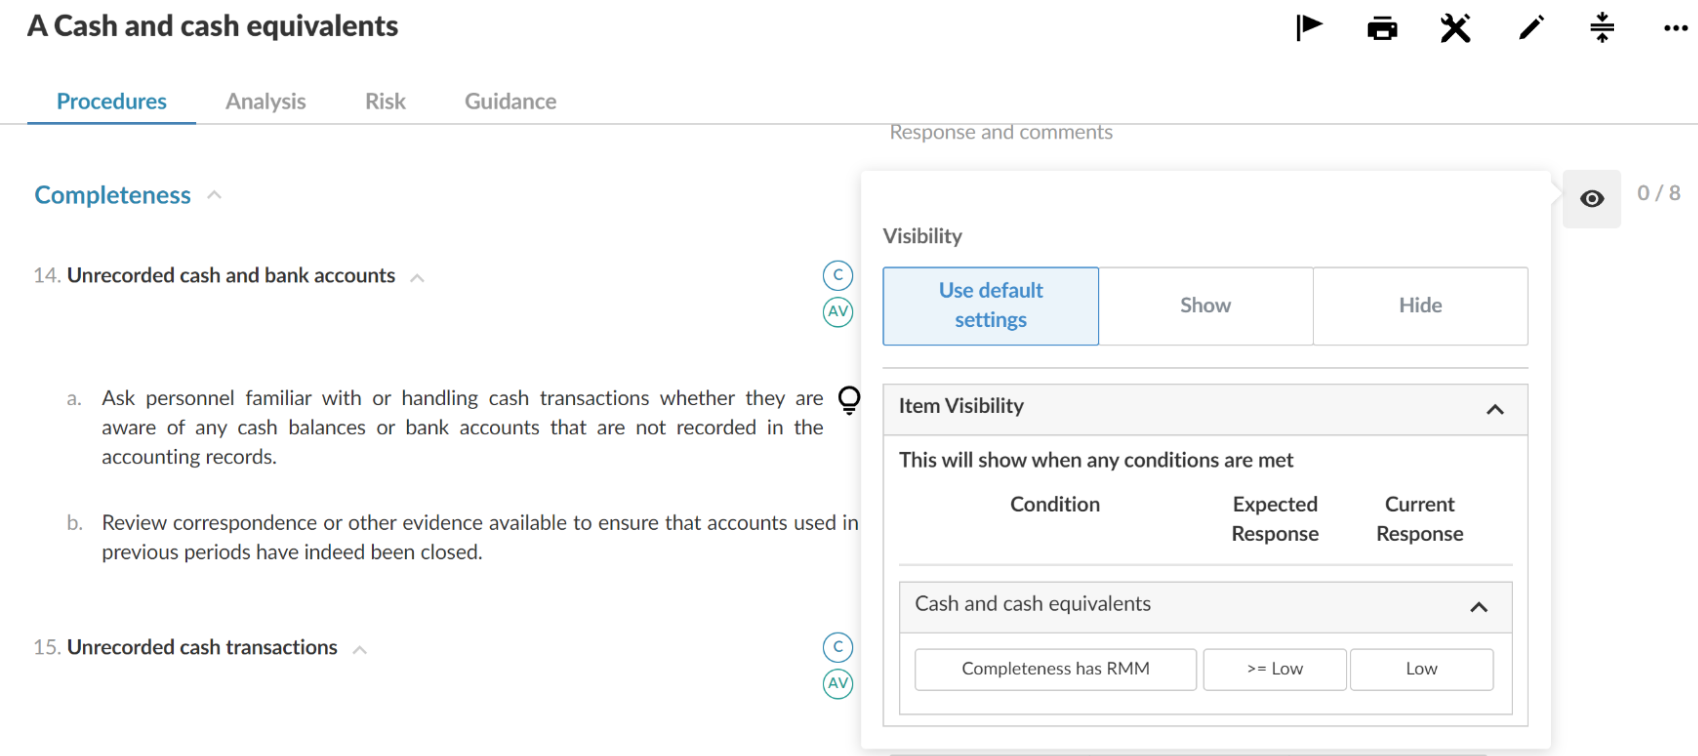 A Cash and cash equivalents
Procedures Analysis Risk Guidance
Response and comments
Completeness
0 / 8
14. Unrecorded cash and bank accounts
C
AV
a. Ask personnel familiar with or handling cash transactions whether they are
aware of any cash balances or bank accounts that are not recorded in the
accounting records.
b. Review correspondence or other evidence available to ensure that accounts used in
previous periods have indeed been closed.
15. Unrecorded cash transactions
C
AV
Visibility
Use default
settings
Show
Hide
Item Visibility
This will show when any conditions are met
Condition
Expected
Response
Current
Response
Cash and cash equivalents
Completeness has RMM
>= Low
Low